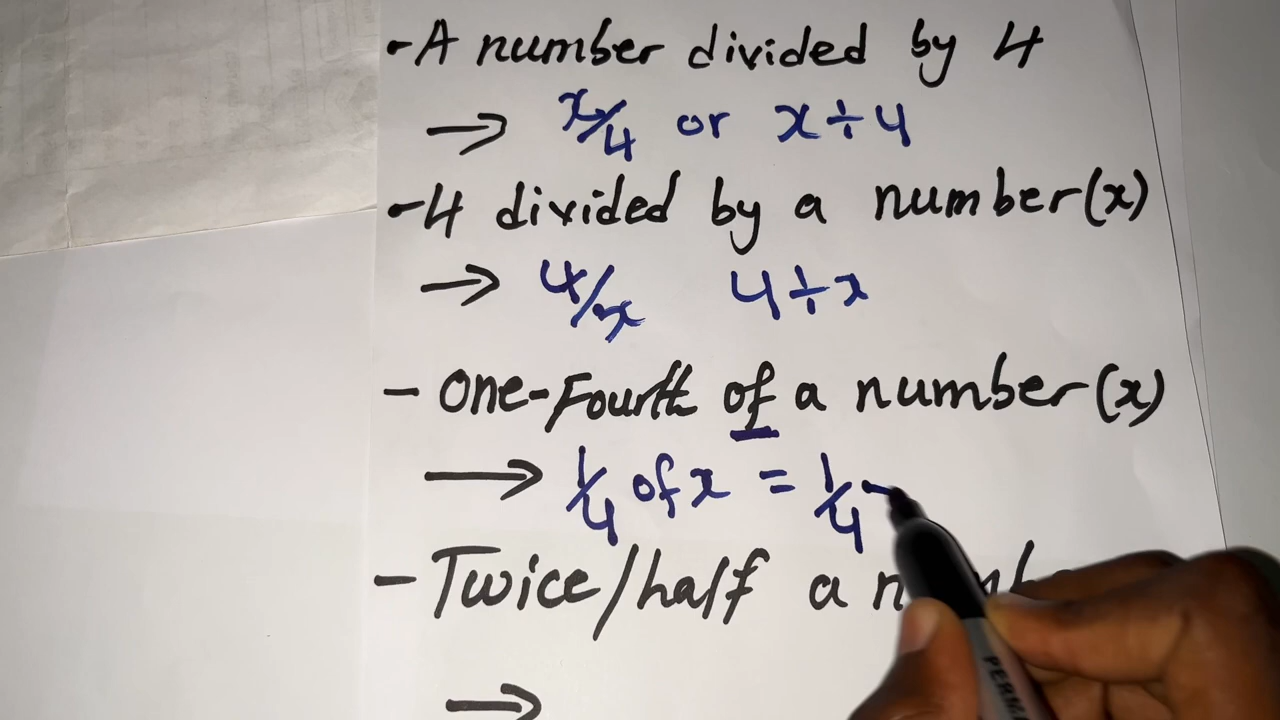 - A number divided by 4
→ x/4 or x÷4
- 4 divided by a number(x)
→ 4/x 4÷x
- One-Fourth of a number(x)
→ 1/4 of x = 1/4
- Twice/half a
→
PERMA